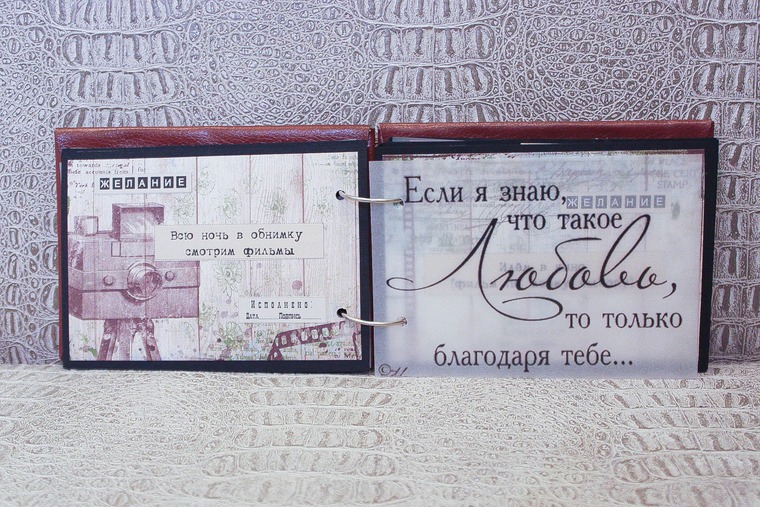 ЖЕЛАНИЕ
Всю ночь в обнимку
смотрим фильмы
Исполнено:
Дата Подпись
Если я знаю,
ЖЕЛАНИЕ
что такое
Любовь,
то только
благодаря тебе...